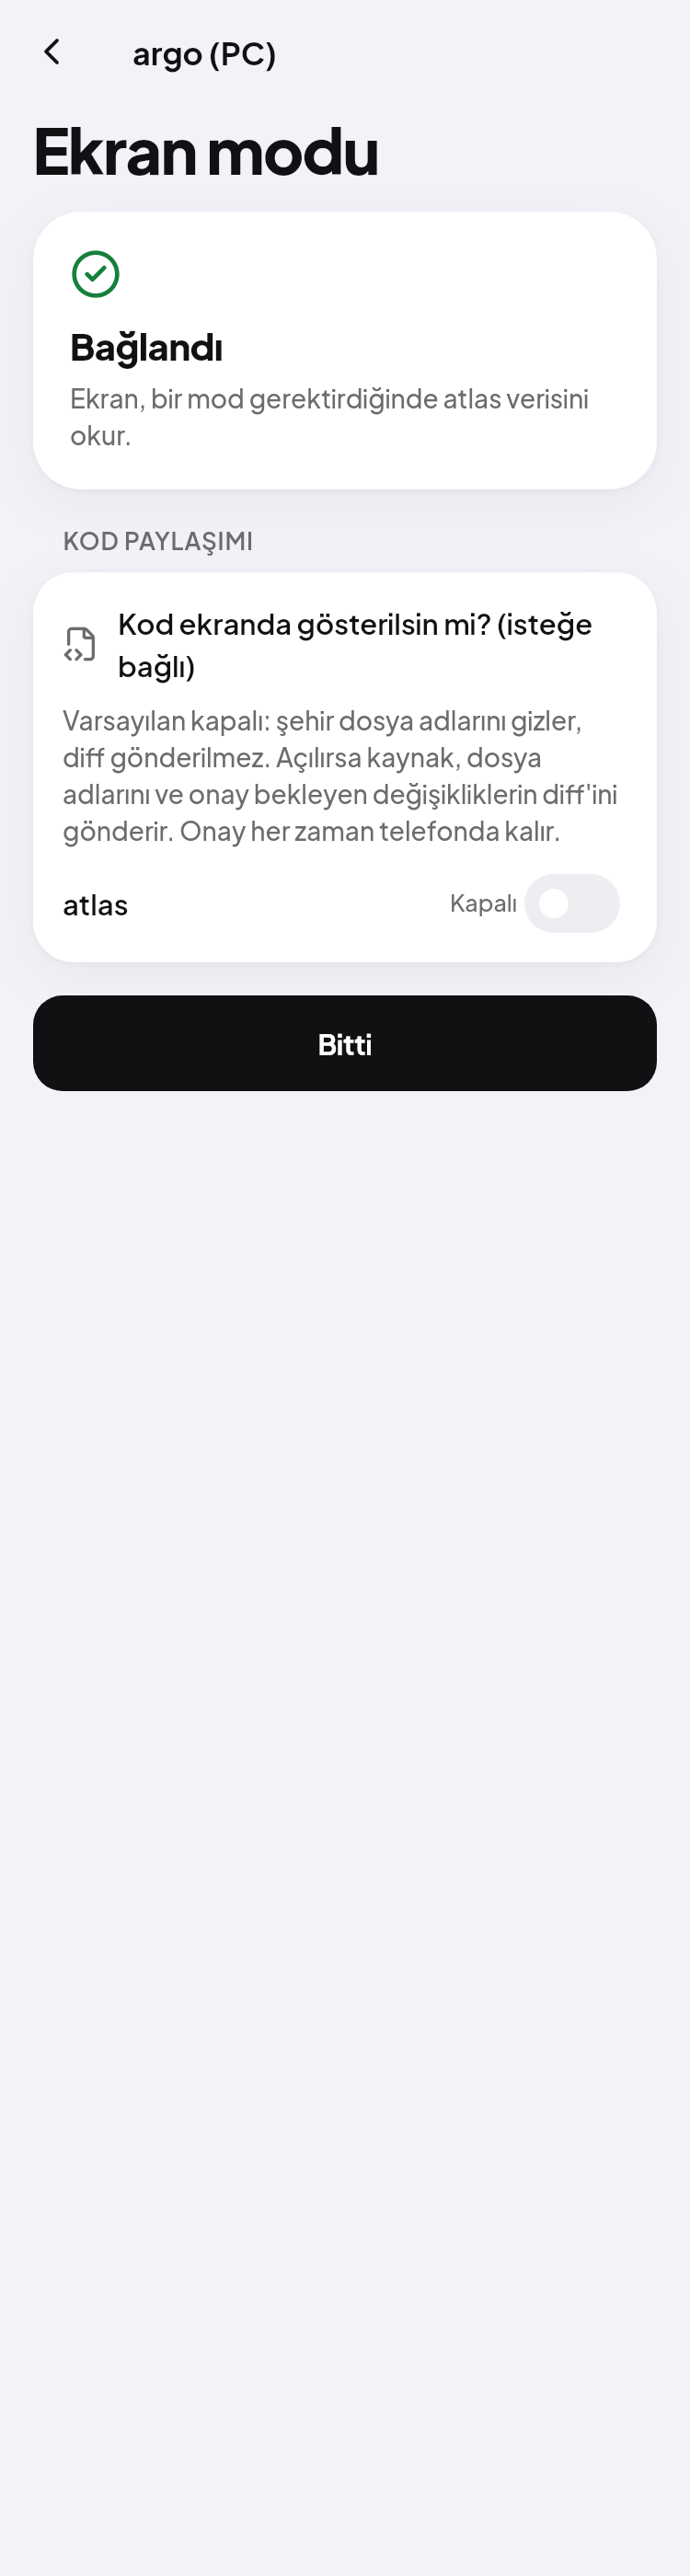 argo (PC)
Ekran modu
Bağlandı
Ekran, bir mod gerektirdiğinde atlas verisini
okur.
KOD PAYLAŞIMI
Kod ekranda gösterilsin mi? (isteğe
bağlı)
Varsayılan kapalı: şehir dosya adlarını gizler,
diff gönderilmez. Açılırsa kaynak, dosya
adlarını ve onay bekleyen değişikliklerin diff'ini
gönderir. Onay her zaman telefonda kalır.
atlas Kapalı
Bitti